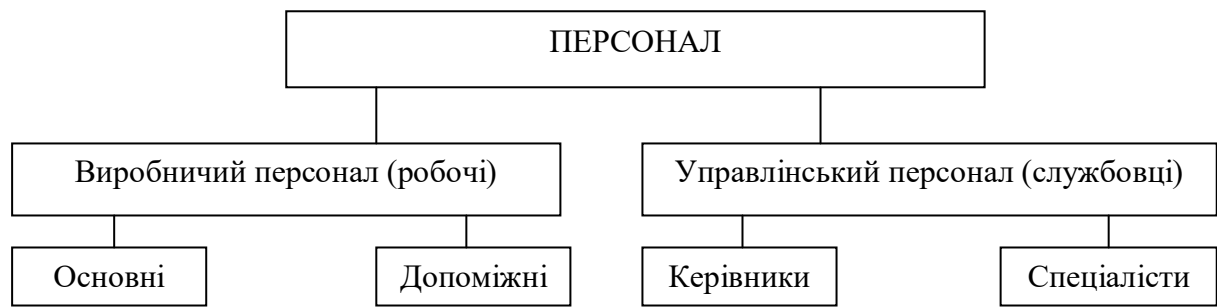 ПЕРСОНАЛ
Виробничий персонал (робочі)
Управлінський персонал (службовці)
Основні
Допоміжні
Керівники
Спеціалісти